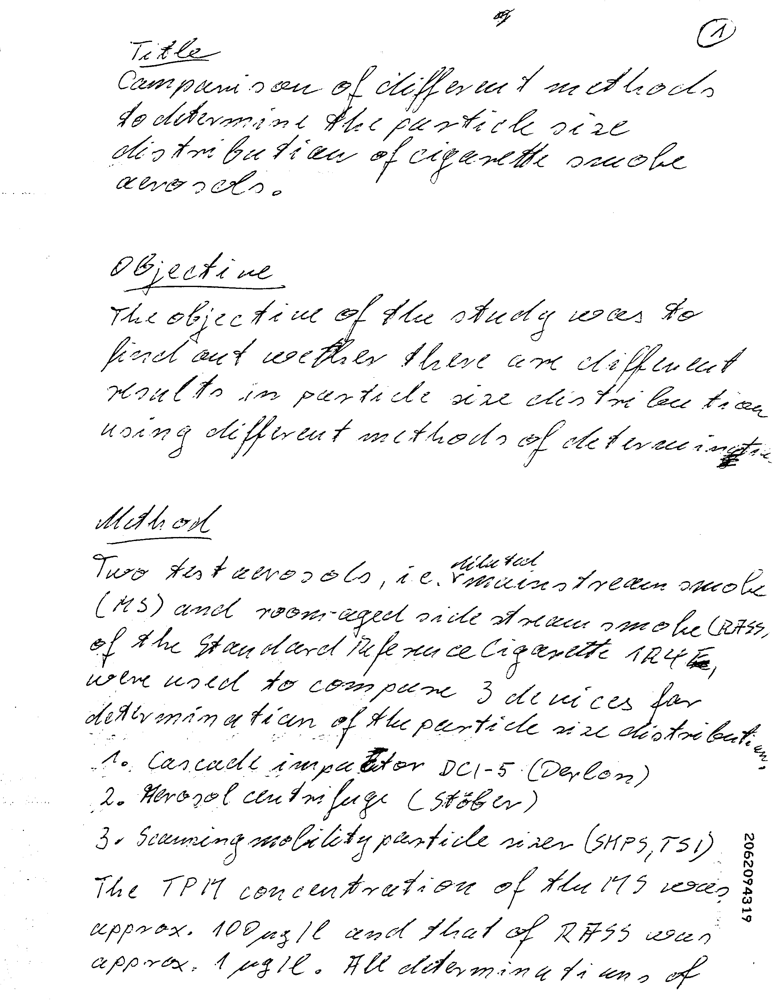 1
Title
Comparison of different methods
to determine the particle size
distribution of cigarette smoke
aerosols.
Objective
The objective of the study was to
find out wether there are different
results in particle size distribution
using different methods of determination
Method
Two test aerosols, i.e. diluted mainstream smoke
(MS) and room-aged sidestream smoke (RASS,
of the Standard Reference Cigarette 1R4F,
were used to compare 3 devices for
determination of the particle size distribution,
1. Cascade impactor DCI-5 (Derlon)
2. Aerosol centrifuge (Stöber)
3. Scanning mobility particle sizer (SMPS, TSI)
The TPM concentration of the MS was
approx. 100 µg/l and that of RASS was
approx. 1 µg/l. All determinations of
2062094319